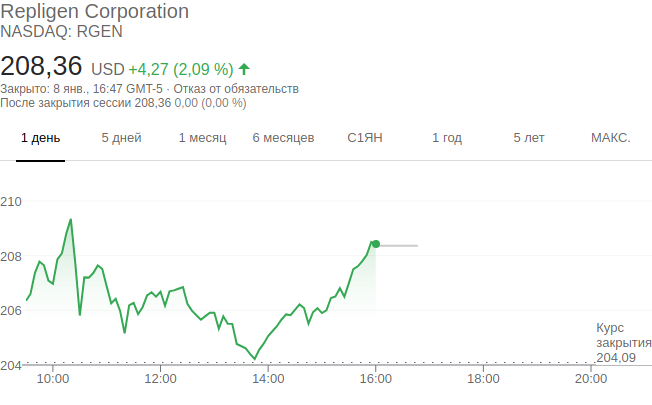 Repligen Corporation
NASDAQ: RGEN
208,36 USD +4,27 (2,09 %)
Закрыто: 8 янв., 16:47 GMT-5 · Отказ от обязательств
После закрытия сессии 208,36 0,00 (0,00 %)
1 день 5 дней 1 месяц 6 месяцев С1ЯН 1 год 5 лет МАКС.
210
208
206
Курс
закрытия
204,09
204
10:00 12:00 14:00 16:00 18:00 20:00